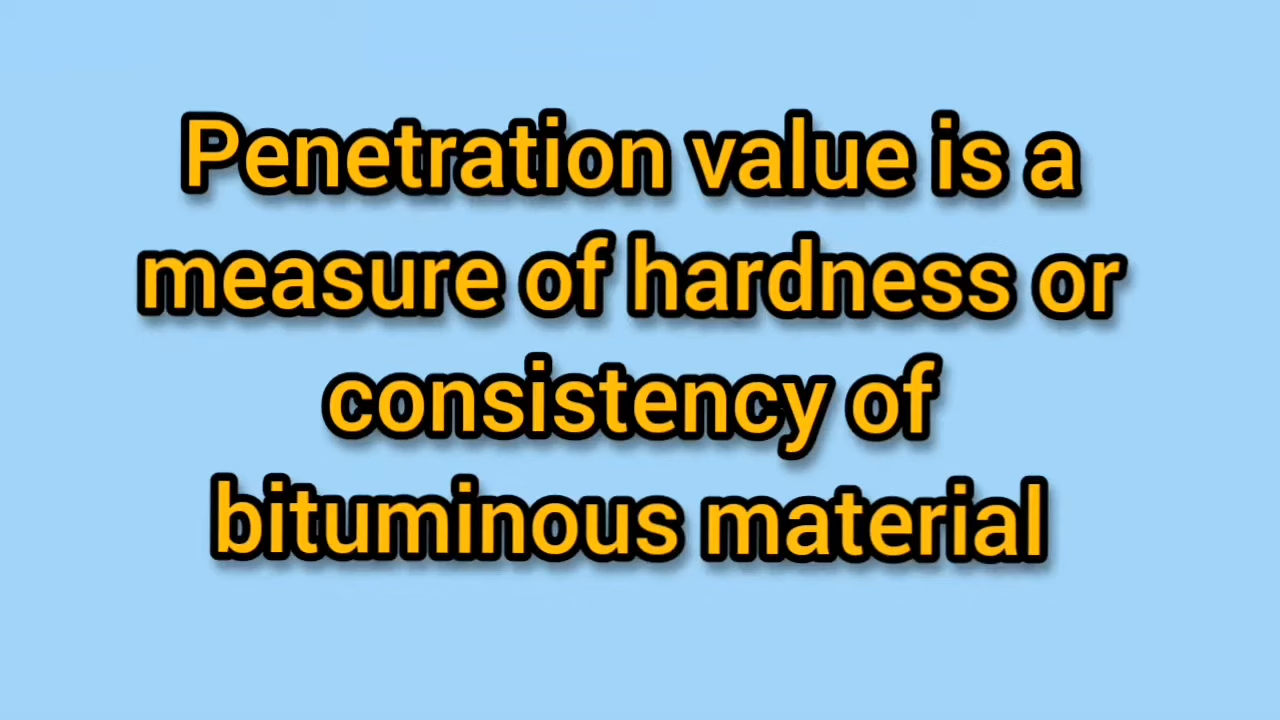 Penetration value is a
measure of hardness or
consistency of
bituminous material